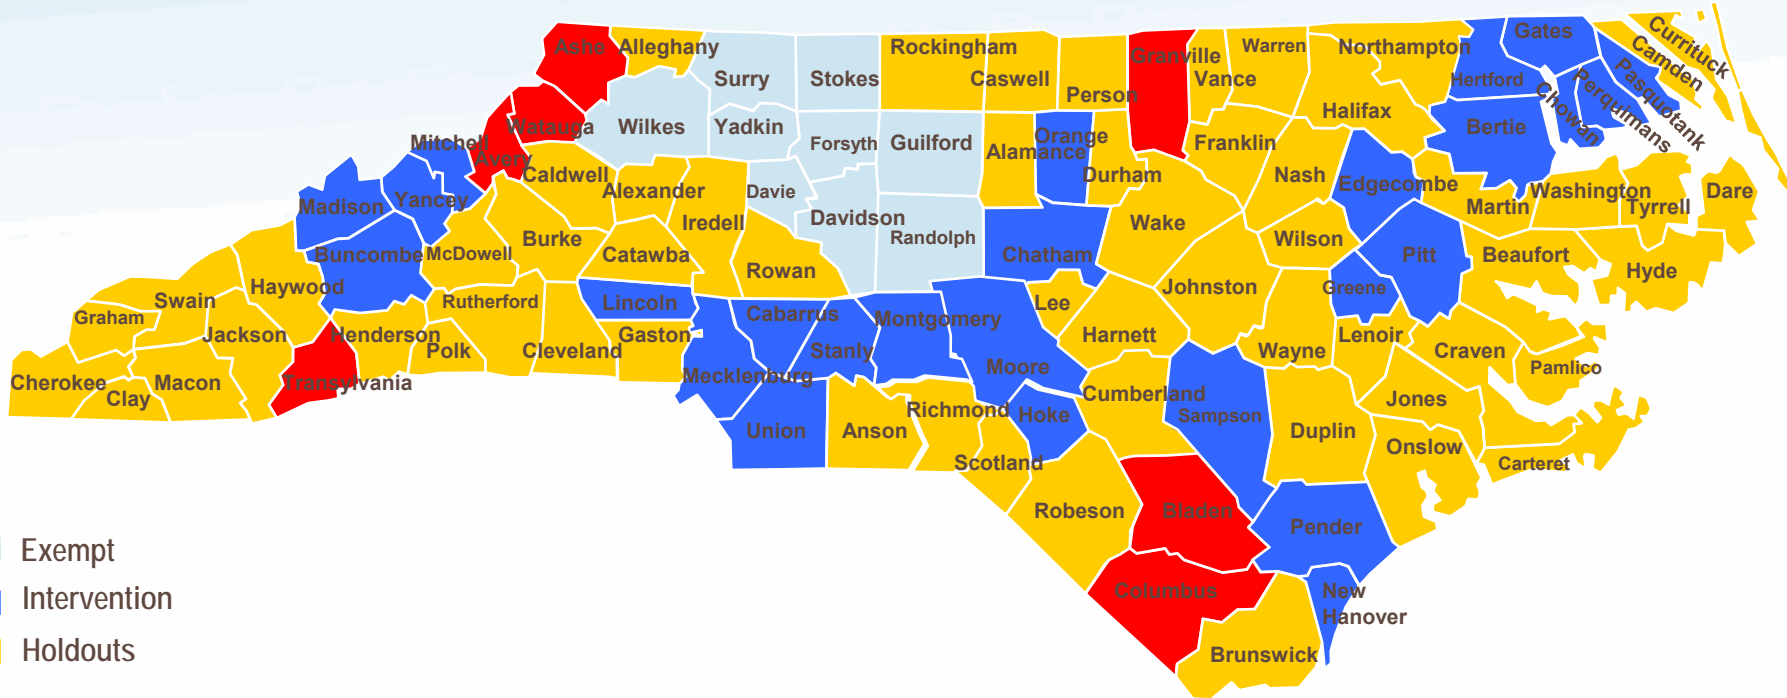 Ashe
Alleghany
Surry
Stokes
Rockingham
Caswell
Person
Granville
Vance
Warren
Northampton
Hertford
Gates
Currituck
Camden
Pasquotank
Perquimans
Chowan
Bertie
Halifax
Watauga
Wilkes
Yadkin
Forsyth
Guilford
Alamance
Orange
Durham
Franklin
Nash
Edgecombe
Martin
Washington
Tyrrell
Dare
Mitchell
Avery
Caldwell
Alexander
Iredell
Davie
Davidson
Randolph
Chatham
Wake
Wilson
Pitt
Beaufort
Hyde
Madison
Yancey
Buncombe
McDowell
Burke
Catawba
Rowan
Swain
Haywood
Rutherford
Lincoln
Cabarrus
Montgomery
Lee
Johnston
Greene
Graham
Jackson
Henderson
Polk
Cleveland
Gaston
Stanly
Moore
Harnett
Wayne
Lenoir
Craven
Pamlico
Cherokee
Clay
Macon
Transylvania
Mecklenburg
Union
Anson
Richmond
Hoke
Cumberland
Sampson
Duplin
Jones
Onslow
Carteret
Scotland
Robeson
Bladen
Pender
Columbus
New
Hanover
Brunswick
Exempt
Intervention
Holdouts